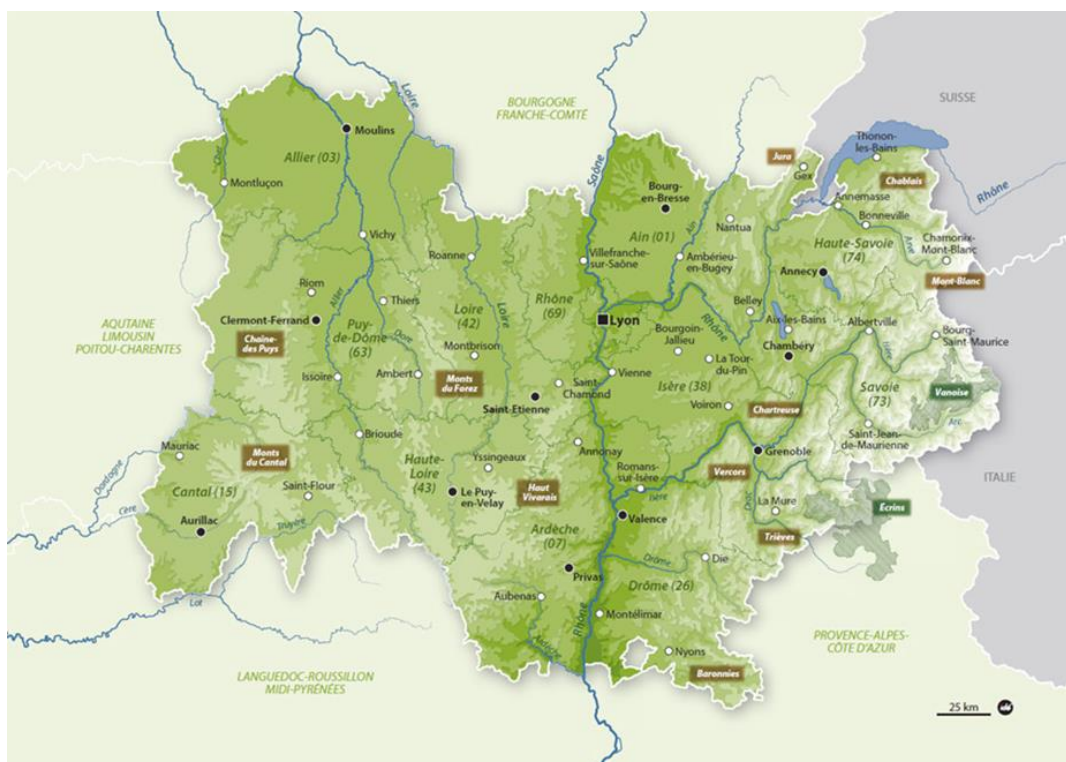 SUISSE
BOURGOGNE
FRANCHE-COMTÉ
Loire
Moulins
Allier (03)
Cher
Montluçon
Saône
Jura
Gex
Thonon-
les-Bains
Chablais
Rhône
Bourg-
en-Bresse
Annemasse
Bonneville
Nantua
Ain
Ain (01)
Arve
Chamonix-
Mont-Blanc
Haute-Savoie
(74)
Mont-Blanc
Vichy
Roanne
Villefranche-
sur-Saône
Ambérieu-
en-Bugey
Annecy
Riom
Allier
Thiers
Loire
(42)
Loire
Rhône
(69)
Lyon
Rhône
Belley
Aix-les-Bains
Albertville
Bourg-
Saint-Maurice
AQUTAINE
LIMOUSIN
POITOU-CHARENTES
Clermont-Ferrand
Chaîne-
des Puys
Puy-
de-Dôme
(63)
Dore
Montbrison
Bourgoin-
Jallieu
La Tour-
du-Pin
Chambéry
Isère
Issoire
Ambert
Monts
du Forez
Saint-
Chamond
Saint-Etienne
Vienne
Isère (38)
Voiron
Chartreuse
Savoie
(73)
Vanoise
Arc
Saint-Jean-
de-Maurienne
Mauriac
Brioude
Monts
du Cantal
Haute-
Loire
(43)
Yssingeaux
Annonay
Romans-
sur-Isère
Isère
Vercors
Grenoble
Dordogne
Cantal (15)
Saint-Flour
Le Puy-
en-Velay
Haut
Vivarais
Valence
Drac
La Mure
Ecrins
ITALIE
Cère
Aurillac
Truyère
Ardèche
(07)
Trièves
Privas
Drôme
Die
Drôme (26)
Lot
Aubenas
Rhône
Montélimar
Ardèche
Nyons
Baronnies
PROVENCE-ALPES-
CÔTE D'AZUR
LANGUEDOC-ROUSSILLON
MIDI-PYRÉNÉES
25 km